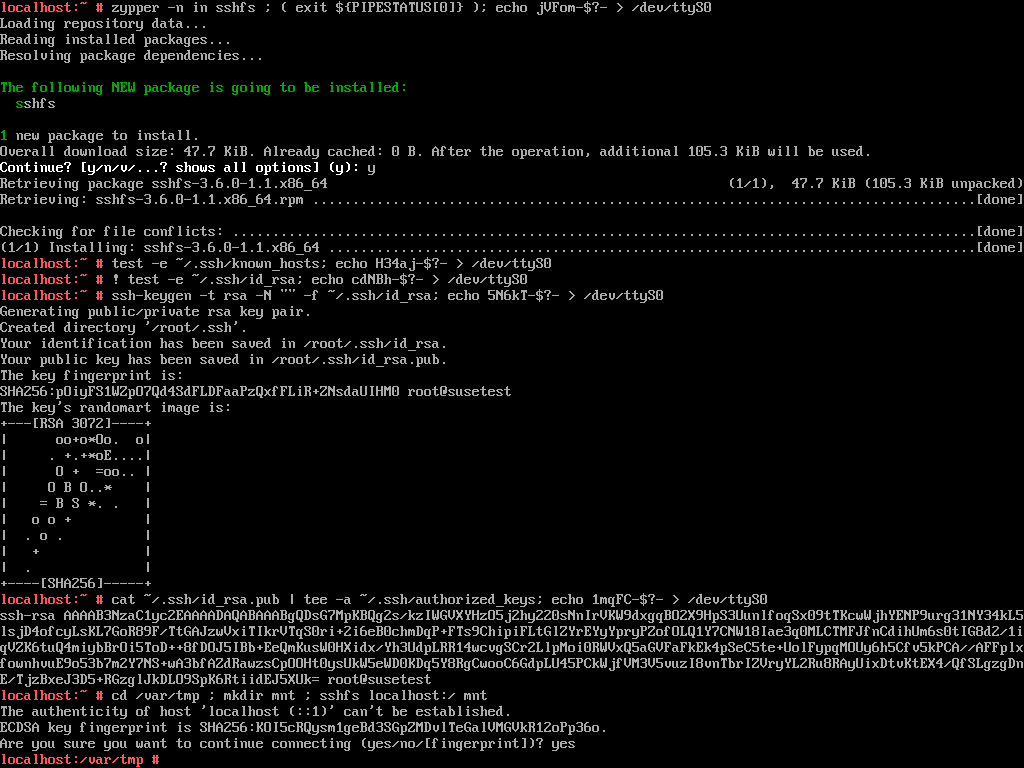 localhost:~ # zypper -n in sshfs ; ( exit ${PIPESTATUS[0]} ); echo jVFom-$?- > /dev/ttyS0
Loading repository data...
Reading installed packages...
Resolving package dependencies...
The following NEW package is going to be installed:
  sshfs
1 new package to install.
Overall download size: 47.7 KiB. Already cached: 0 B. After the operation, additional 105.3 KiB will be used.
Continue? [y/n/v/...? shows all options] (y): y
Retrieving package sshfs-3.6.0-1.1.x86_64 (1/1),  47.7 KiB (105.3 KiB unpacked)
Retrieving: sshfs-3.6.0-1.1.x86_64.rpm ...................................................................................[done]
Checking for file conflicts: .............................................................................................[done]
(1/1) Installing: sshfs-3.6.0-1.1.x86_64 .................................................................................[done]
localhost:~ # test -e ~/.ssh/known_hosts; echo H34aj-$?- > /dev/ttyS0
localhost:~ # ! test -e ~/.ssh/id_rsa; echo cdNBh-$?- > /dev/ttyS0
localhost:~ # ssh-keygen -t rsa -N "" -f ~/.ssh/id_rsa; echo 5N6kT-$?- > /dev/ttyS0
Generating public/private rsa key pair.
Created directory '/root/.ssh'.
Your identification has been saved in /root/.ssh/id_rsa.
Your public key has been saved in /root/.ssh/id_rsa.pub.
The key fingerprint is:
SHA256:pOiyFS1WZpO7Qd4SdFLDFaaPzQxfFLiR+ZNsdaUIHM0 root@susetest
The key's randomart image is:
+---[RSA 3072]----+
|      oo+o*Oo.  o|
|     . +.+*oE....|
|      O +  =oo.. |
|     O B O..*    |
|    = B S *. .   |
|   o o +         |
|  . o .          |
|   +             |
|  .              |
+----[SHA256]-----+
localhost:~ # cat ~/.ssh/id_rsa.pub | tee -a ~/.ssh/authorized_keys; echo 1mqFC-$?- > /dev/ttyS0
ssh-rsa AAAAB3NzaC1yc2EAAAADAQABAAABgQDsG7MpKBQg2s/kzIWGVXYHzO5j2hy2Z0sNnIrVKW9dxgqBO2X9HpS3UunlfoqSx09tTKcwWjhYENP9urg31NY34kL5
lsjD4ofcyLsKL7GoR89F/TtGAJzwVxiTIkrVTqS0ri+2i6eB0chmDqP+FTs9ChipiFLtGl2YrEYyYpryPZofOLQ1Y7CNW18Iae3q0MLCTMFJfnCdihUm6s0tIG8d2/1i
qVZK6tuQ4miybBrOi5ToD++8fDOJ5IBb+EeQmKusW0HXidx/Yh3UdpLRR14wcvgSCr2LlpMoi0RWVxQ5aGVFaFkEk4pSeC5te+UolFypqMOUy6h5Cfv5kPCA//AFFplx
fownhvuE9o53b7m2Y7NS+wA3bfAZdRawzsCpOOHt0ysUkW5eWD0KDq5Y8RgCwooC6GdpLU45PCkWjfVM3V5vuzI8vnTbrIZVryYL2Ru8RAyUixDtvKtEX4/QfSLgzgDn
E/TjzBxeJ3D5+RGzglJkDLO9SpK6RtiidEJ5XUk= root@susetest
localhost:~ # cd /var/tmp ; mkdir mnt ; sshfs localhost:/ mnt
The authenticity of host 'localhost (::1)' can't be established.
ECDSA key fingerprint is SHA256:KOI5cRQysm1geBd3SGpZMDvlTeGalVMGVkR12oPp36o.
Are you sure you want to continue connecting (yes/no/[fingerprint])? yes
localhost:/var/tmp #